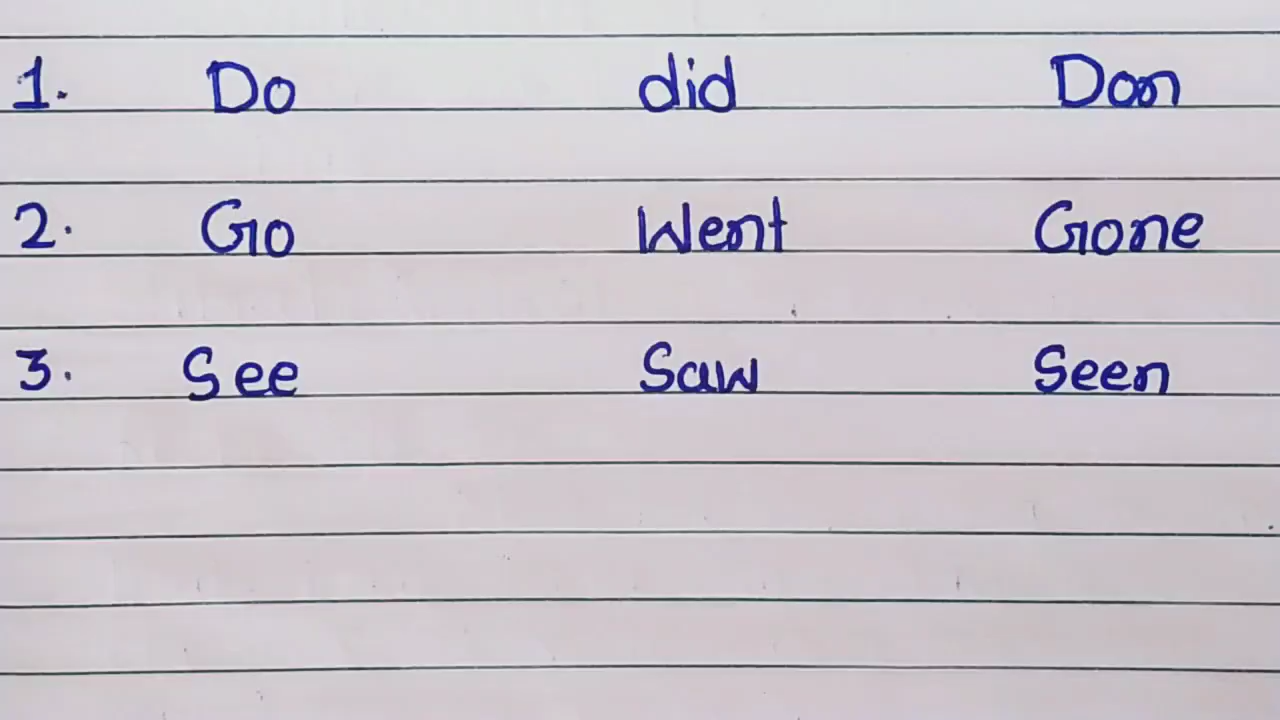 1. Do did Don
2. Go Went Gone
3. See Saw Seen